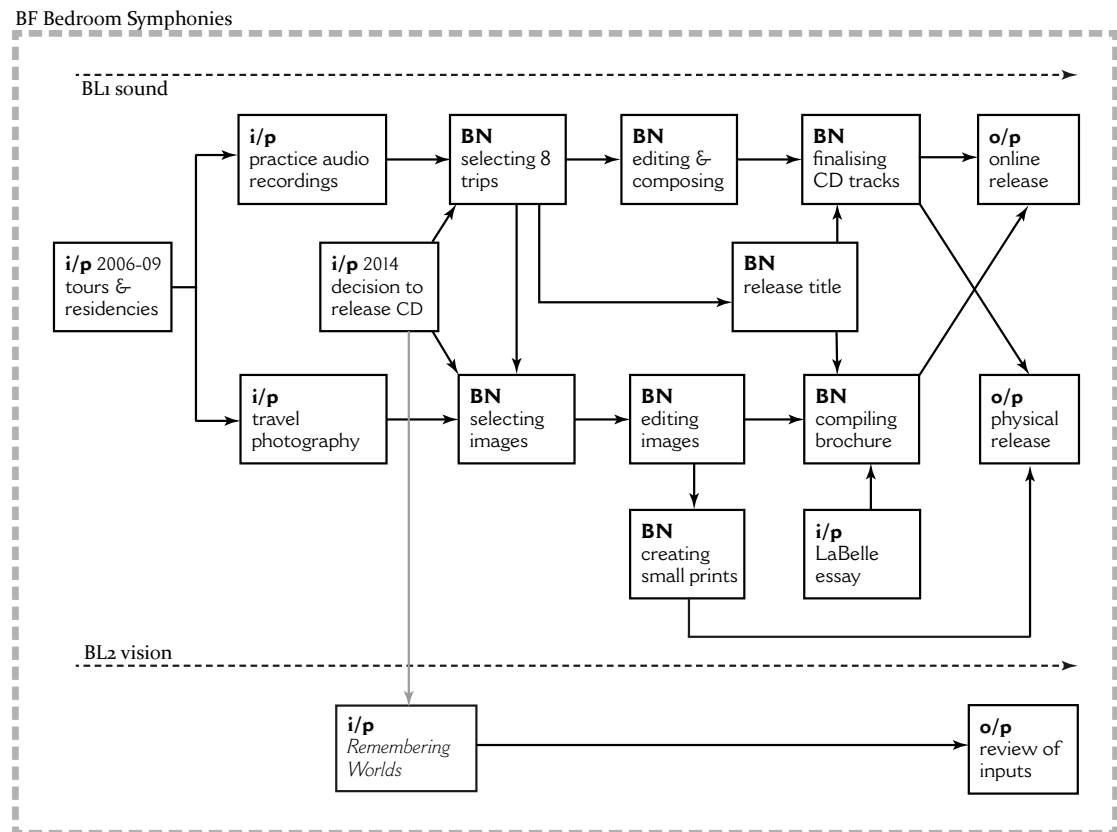 BF Bedroom Symphonies
BL1 sound
i/p
practice audio
recordings
BN
selecting 8
trips
BN
editing &
composing
BN
finalising
CD tracks
o/p
online
release
i/p 2006-09
tours &
residencies
i/p 2014
decision to
release CD
BN
release title
i/p
travel
photography
BN
selecting
images
BN
editing
images
BN
compiling
brochure
o/p
physical
release
BN
creating
small prints
i/p
LaBelle
essay
BL2 vision
i/p
Remembering
Worlds
o/p
review of
inputs